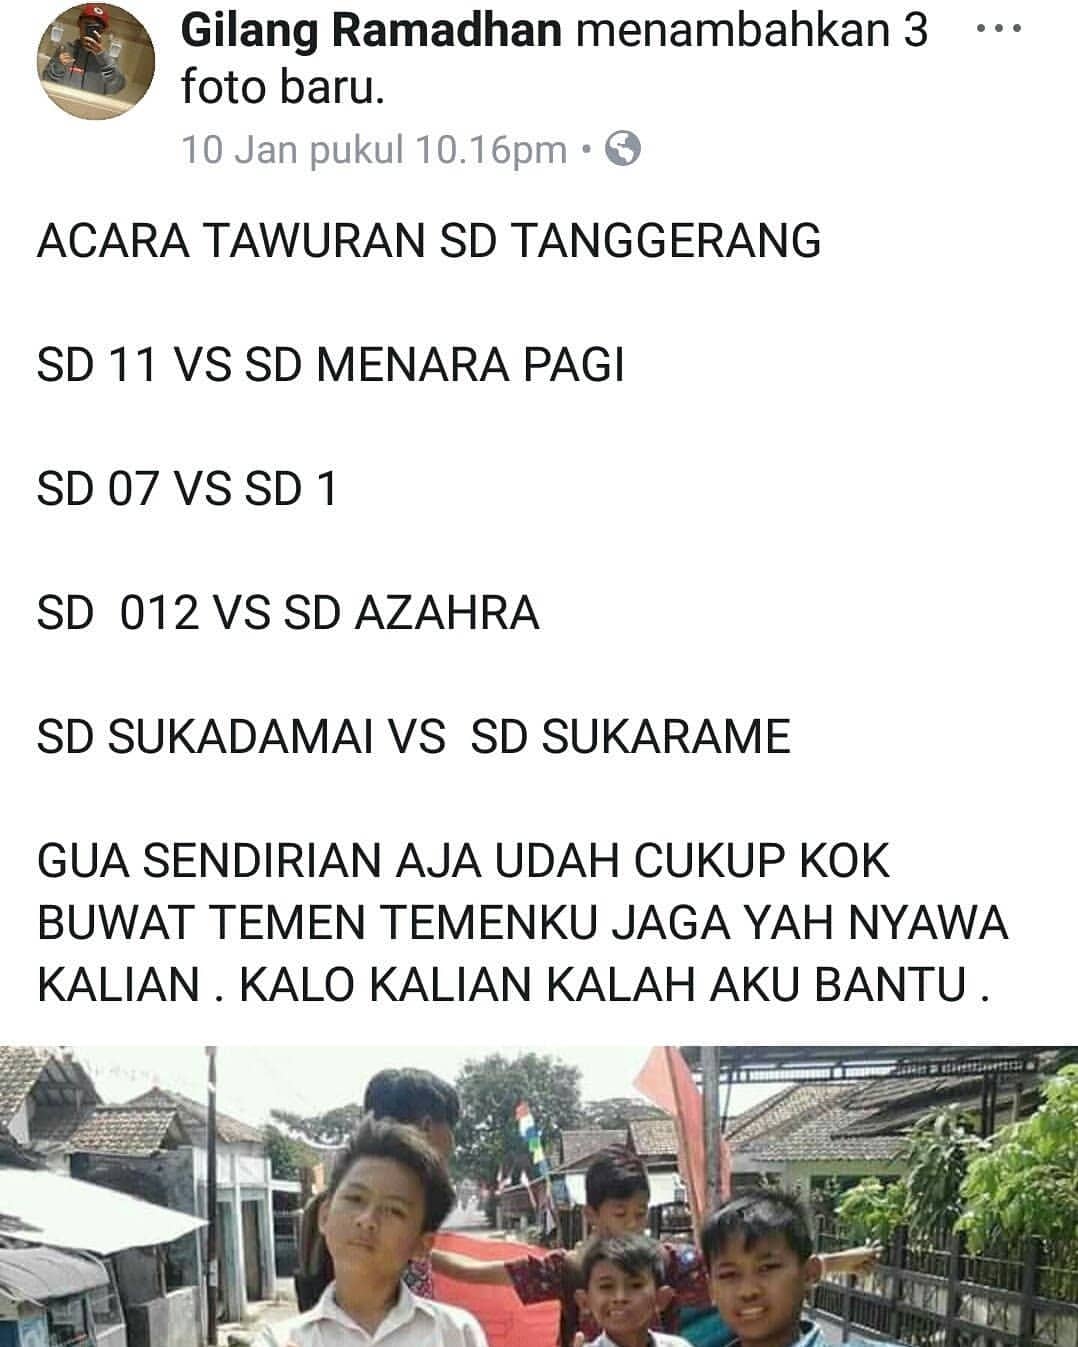 Gilang Ramadhan menambahkan 3
foto baru.
10 Jan pukul 10.16pm •
ACARA TAWURAN SD TANGGERANG
SD 11 VS SD MENARA PAGI
SD 07 VS SD 1
SD 012 VS SD AZAHRA
SD SUKADAMAI VS SD SUKARAME
GUA SENDIRIAN AJA UDAH CUKUP KOK
BUWAT TEMEN TEMENKU JAGA YAH NYAWA
KALIAN . KALO KALIAN KALAH AKU BANTU .